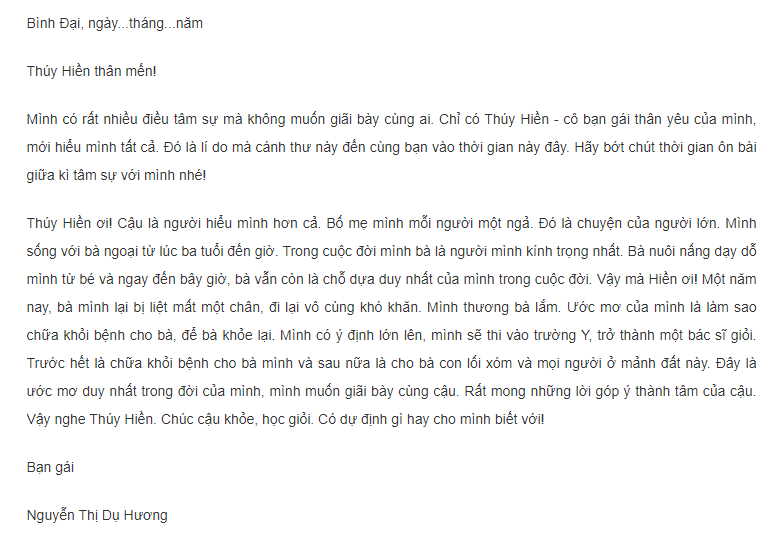 Bình Đại, ngày...tháng...năm
Thúy Hiền thân mến!
Mình có rất nhiều điều tâm sự mà không muốn giãi bày cùng ai. Chỉ có Thúy Hiền - cô bạn gái thân yêu của mình,
mới hiểu mình tất cả. Đó là lí do mà cánh thư này đến cùng bạn vào thời gian này đây. Hãy bớt chút thời gian ôn bài
giữa kì tâm sự với mình nhé!
Thúy Hiền ơi! Cậu là người hiểu mình hơn cả. Bố mẹ mình mỗi người một ngả. Đó là chuyện của người lớn. Mình
sống với bà ngoại từ lúc ba tuổi đến giờ. Trong cuộc đời mình bà là người mình kính trọng nhất. Bà nuôi nấng dạy dỗ
mình từ bé và ngay đến bây giờ, bà vẫn còn là chỗ dựa duy nhất của mình trong cuộc đời. Vậy mà Hiền ơi! Một năm
nay, bà mình lại bị liệt mất một chân, đi lại vô cùng khó khăn. Mình thương bà lắm. Ước mơ của mình là làm sao
chữa khỏi bệnh cho bà, để bà khỏe lại. Mình có ý định lớn lên, mình sẽ thi vào trường Y, trở thành một bác sĩ giỏi.
Trước hết là chữa khỏi bệnh cho bà mình và sau nữa là cho bà con lối xóm và mọi người ở mảnh đất này. Đây là
ước mơ duy nhất trong đời của mình, mình muốn giãi bày cùng cậu. Rất mong những lời góp ý thành tâm của cậu.
Vậy nghe Thúy Hiền. Chúc cậu khỏe, học giỏi. Có dự định gì hay cho mình biết với!
Bạn gái
Nguyễn Thị Dụ Hương